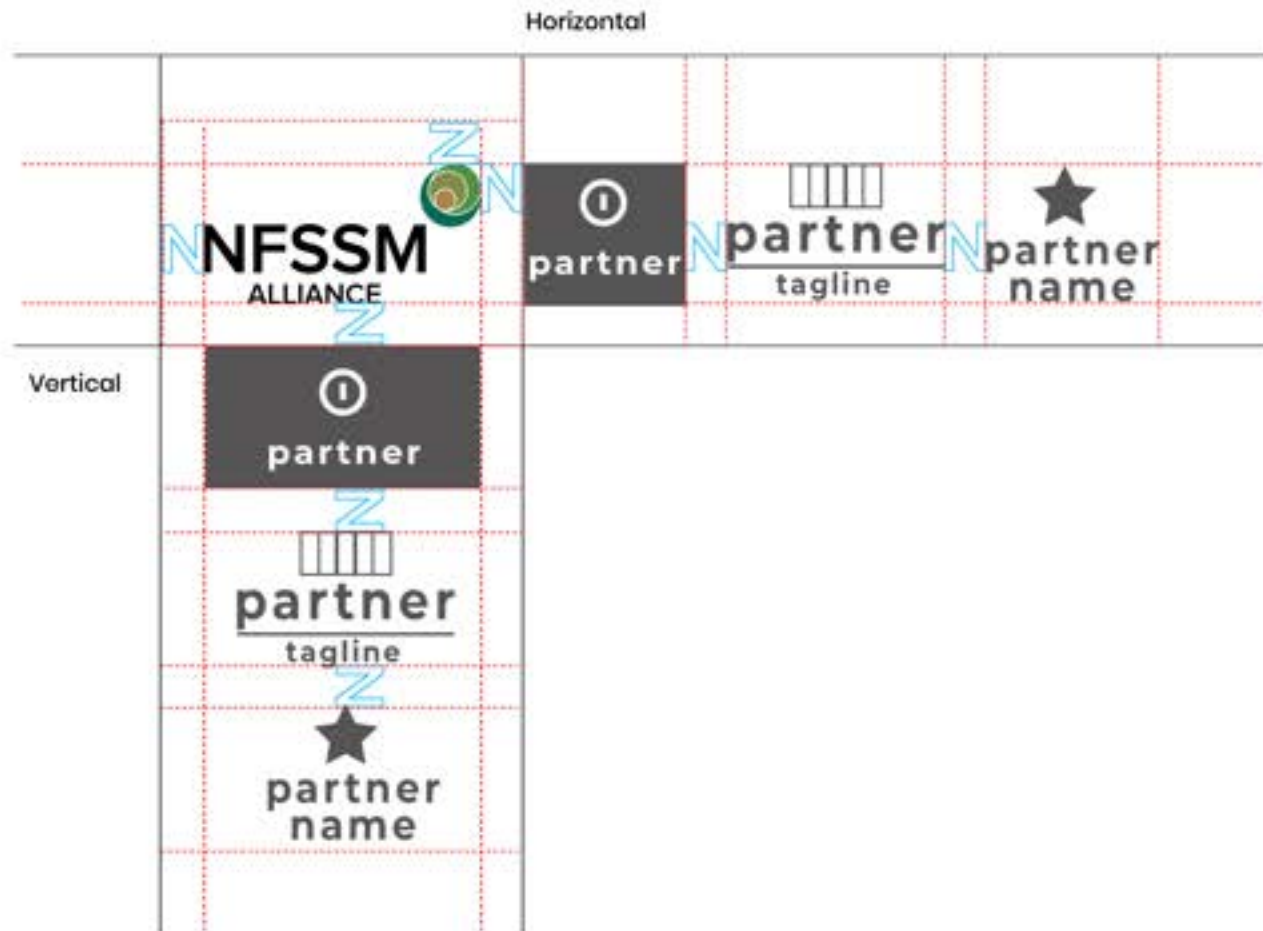 Horizontal
N
N
N
NFSSM
ALLIANCE
partner
N
partner
tagline
N
partner
name
N
Vertical
partner
N
partner
tagline
N
partner
name